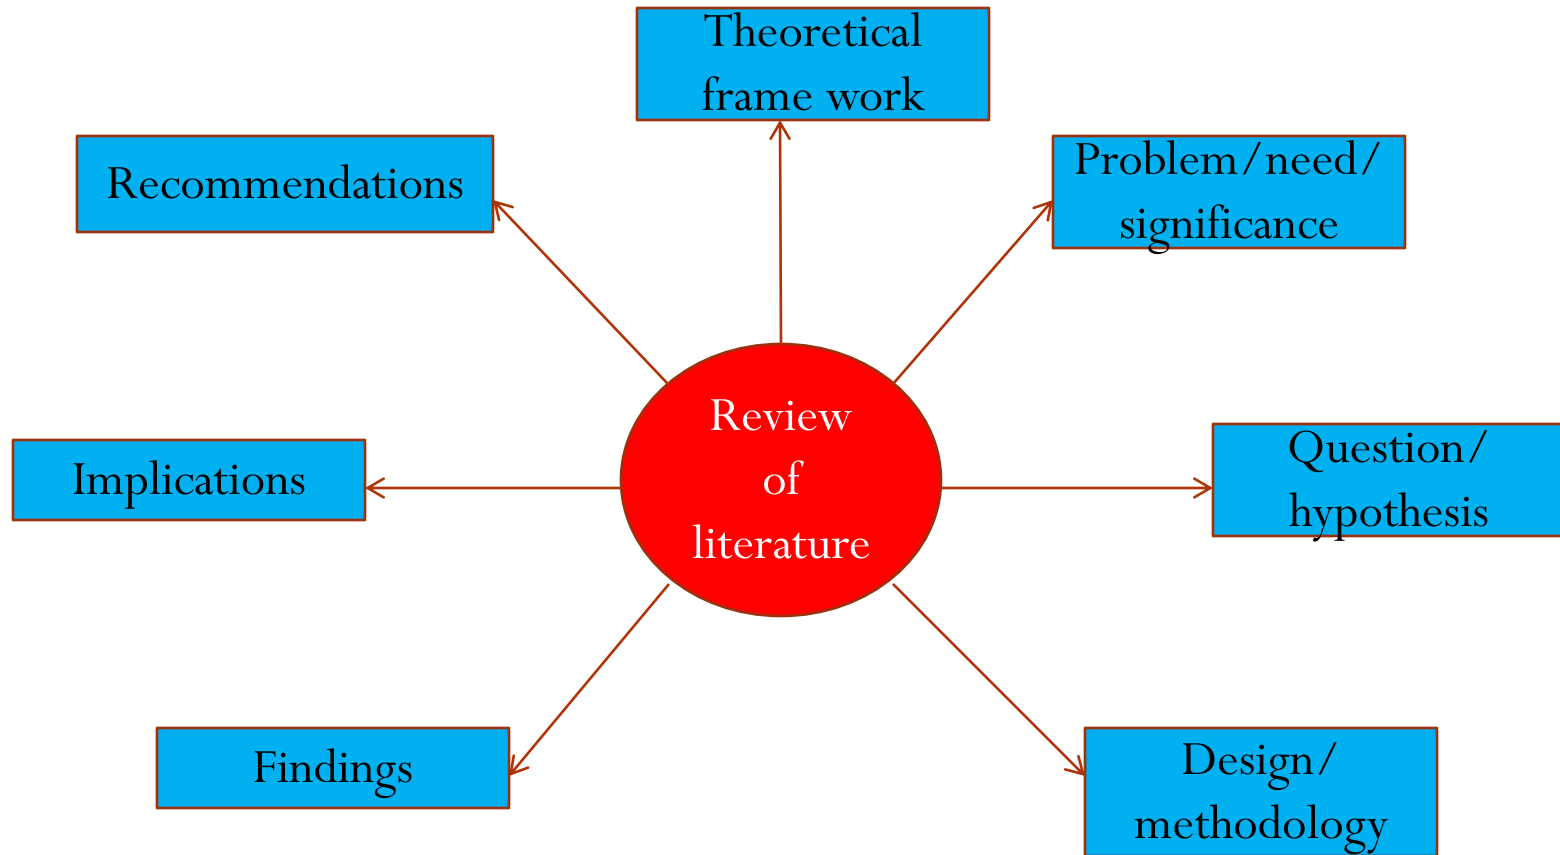 Theoretical
frame work
Recommendations
Problem/need/
significance
Review
of
literature
Implications
Question/
hypothesis
Findings
Design/
methodology